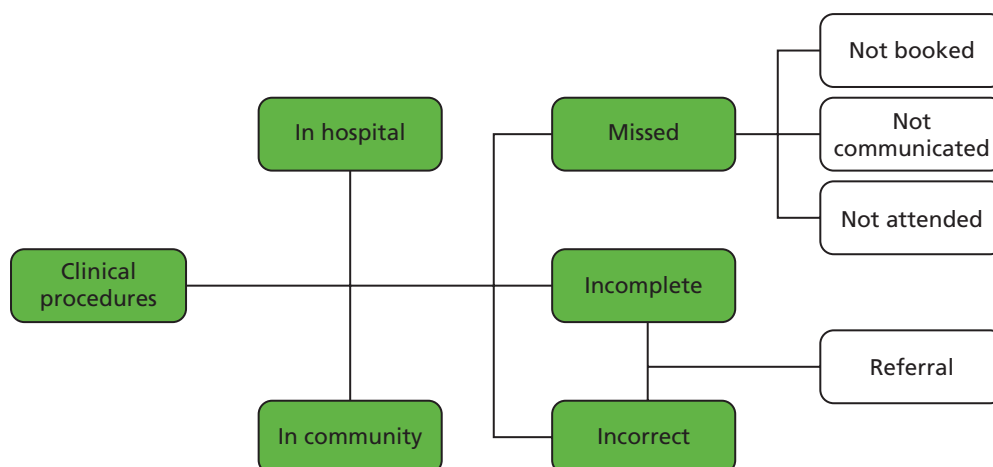 Not booked
In hospital
Missed
Not
communicated
Not attended
Clinical
procedures
Incomplete
Referral
In community
Incorrect